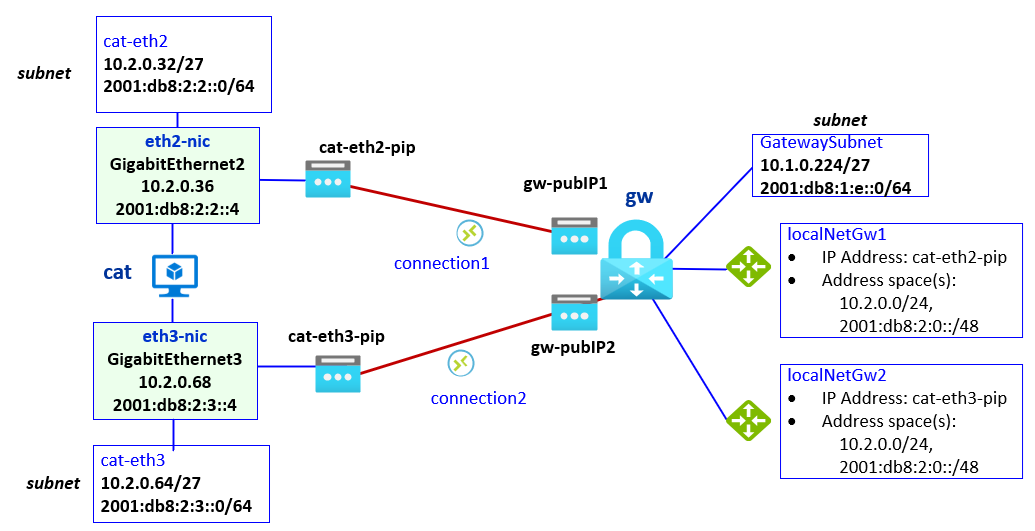 cat-eth2
10.2.0.32/27
2001:db8:2:2::0/64
subnet
eth2-nic
GigabitEthernet2
10.2.0.36
2001:db8:2:2::4
cat-eth2-pip
gw-pubIP1
gw
subnet
GatewaySubnet
10.1.0.224/27
2001:db8:1:e::0/64
connection1
cat
localNetGw1
• IP Address: cat-eth2-pip
• Address space(s):
10.2.0.0/24,
2001:db8:2:0::/48
eth3-nic
GigabitEthernet3
10.2.0.68
2001:db8:2:3::4
cat-eth3-pip
gw-pubIP2
connection2
localNetGw2
• IP Address: cat-eth3-pip
• Address space(s):
10.2.0.0/24,
2001:db8:2:0::/48
subnet
cat-eth3
10.2.0.64/27
2001:db8:2:3::0/64